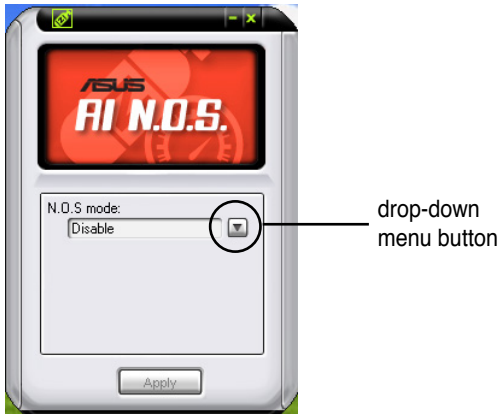 ASUS
AI N.O.S.
N.O.S mode:
Disable
drop-down
menu button
Apply